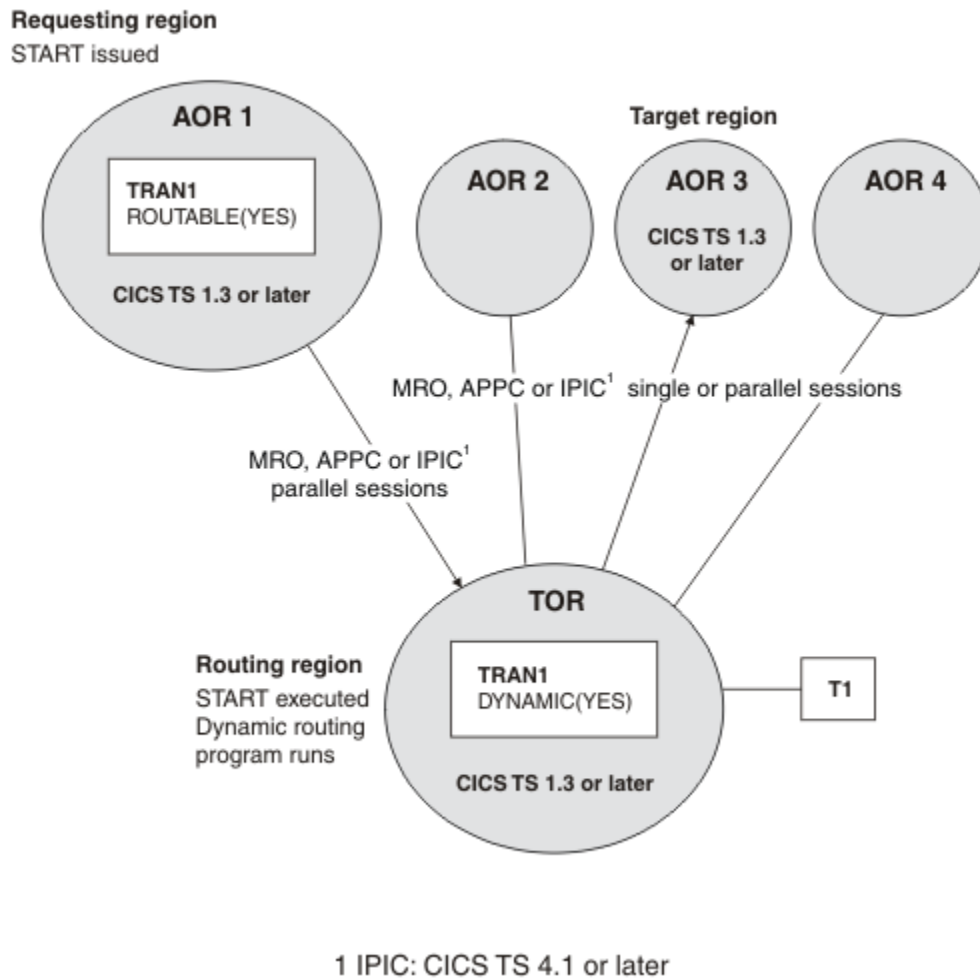 Requesting region
START issued
AOR 1
TRAN1
ROUTABLE(YES)
CICS TS 1.3 or later
AOR 2
Target region
AOR 3
CICS TS 1.3
or later
AOR 4
MRO, APPC or IPIC¹ single or parallel sessions
MRO, APPC or IPIC¹
parallel sessions
TOR
TRAN1
DYNAMIC(YES)
CICS TS 1.3 or later
Routing region
START executed
Dynamic routing
program runs
T1
1 IPIC: CICS TS 4.1 or later